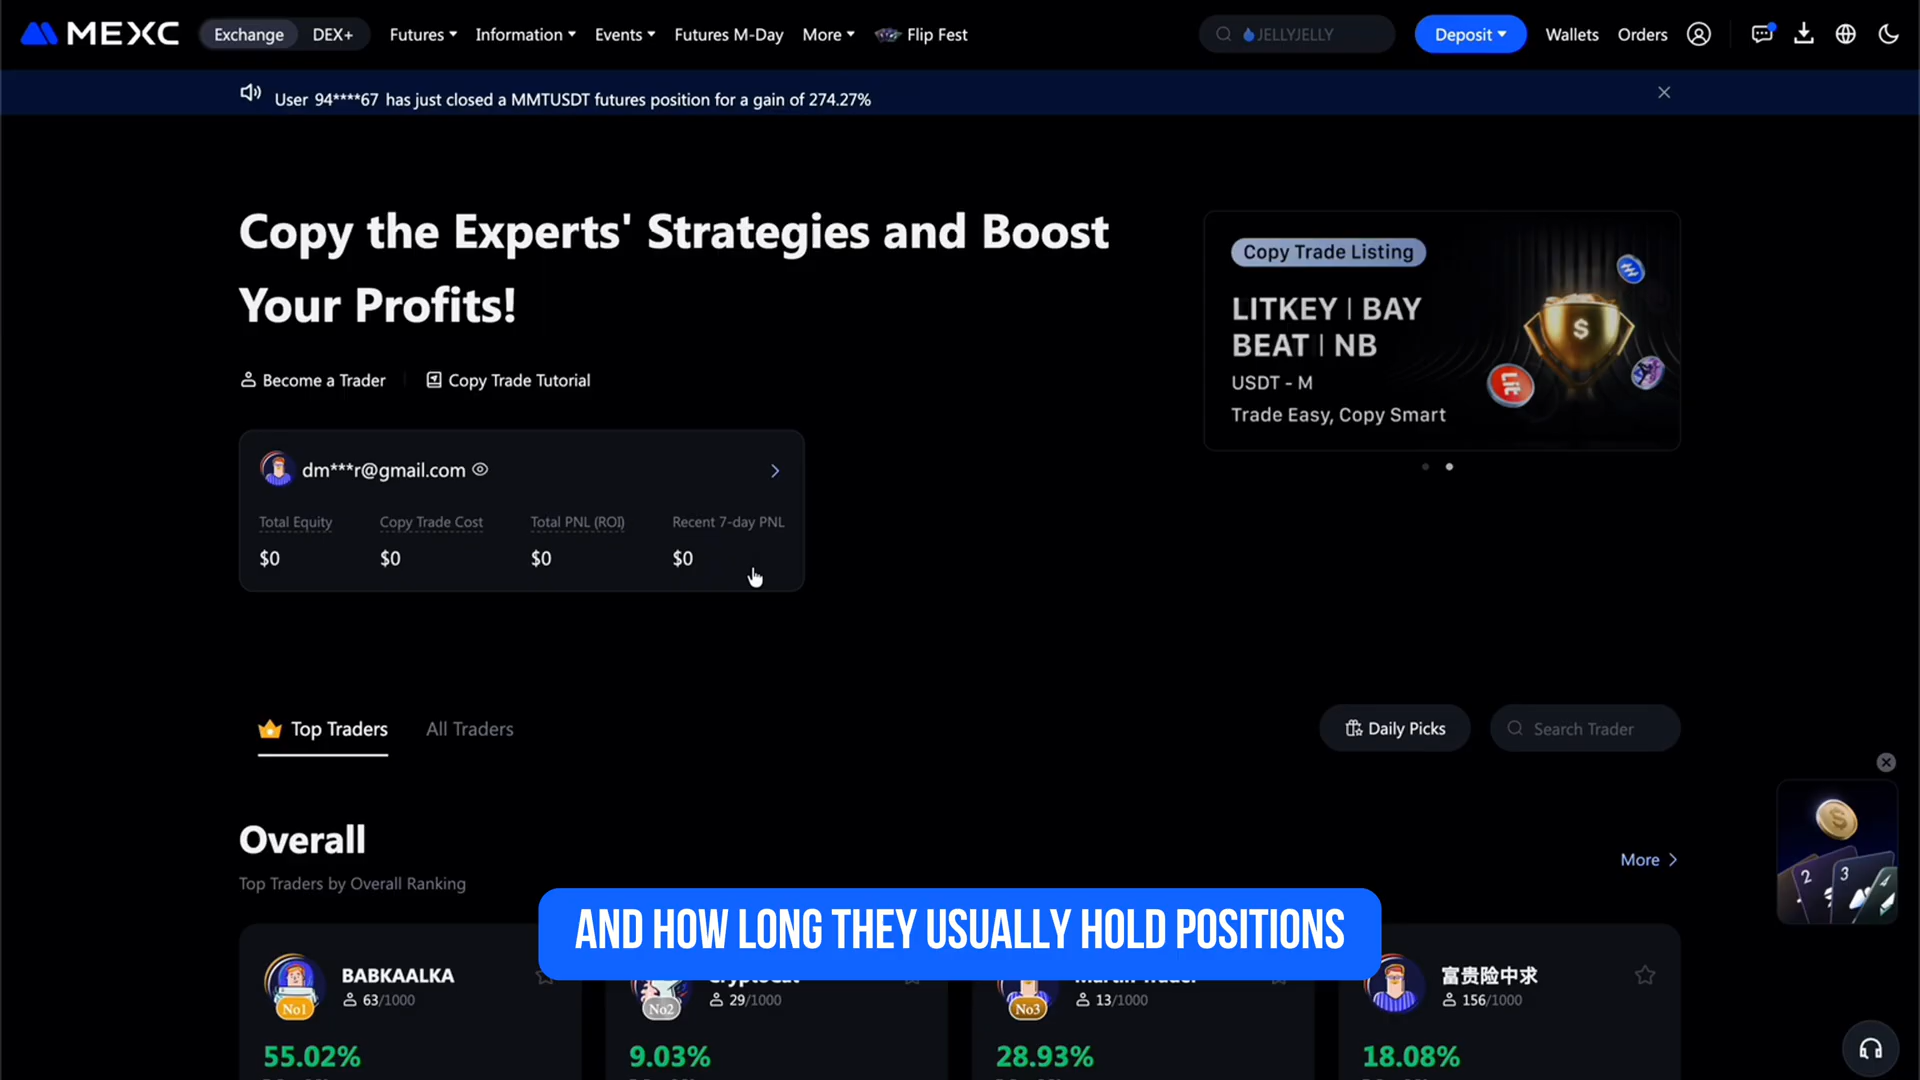 MEXC
Exchange DEX+ Futures Information Events Futures M-Day More Flip Fest JELLYJELLY Deposit Wallets Orders
User 94****67 has just closed a MMTUSDT futures position for a gain of 274.27%
Copy the Experts' Strategies and Boost
Your Profits!
Become a Trader
Copy Trade Tutorial
Copy Trade Listing
LITKEY | BAY
BEAT | NB
USDT - M
Trade Easy, Copy Smart
Lit
dm***r@gmail.com
Total Equity Copy Trade Cost Total PNL (ROI) Recent 7-day PNL
$0 $0 $0 $0
Top Traders All Traders
Daily Picks
Search Trader
Overall
More
Top Traders by Overall Ranking
2 3 4
AND HOW LONG THEY USUALLY HOLD POSITIONS
BABKAALKA
63/1000
No1
55.02%
29/1000
No2
9.03%
13/1000
No3
28.93%
富贵险中求
156/1000
18.08%